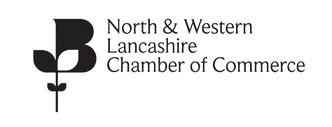 North & Western
Lancashire
Chamber of Commerce